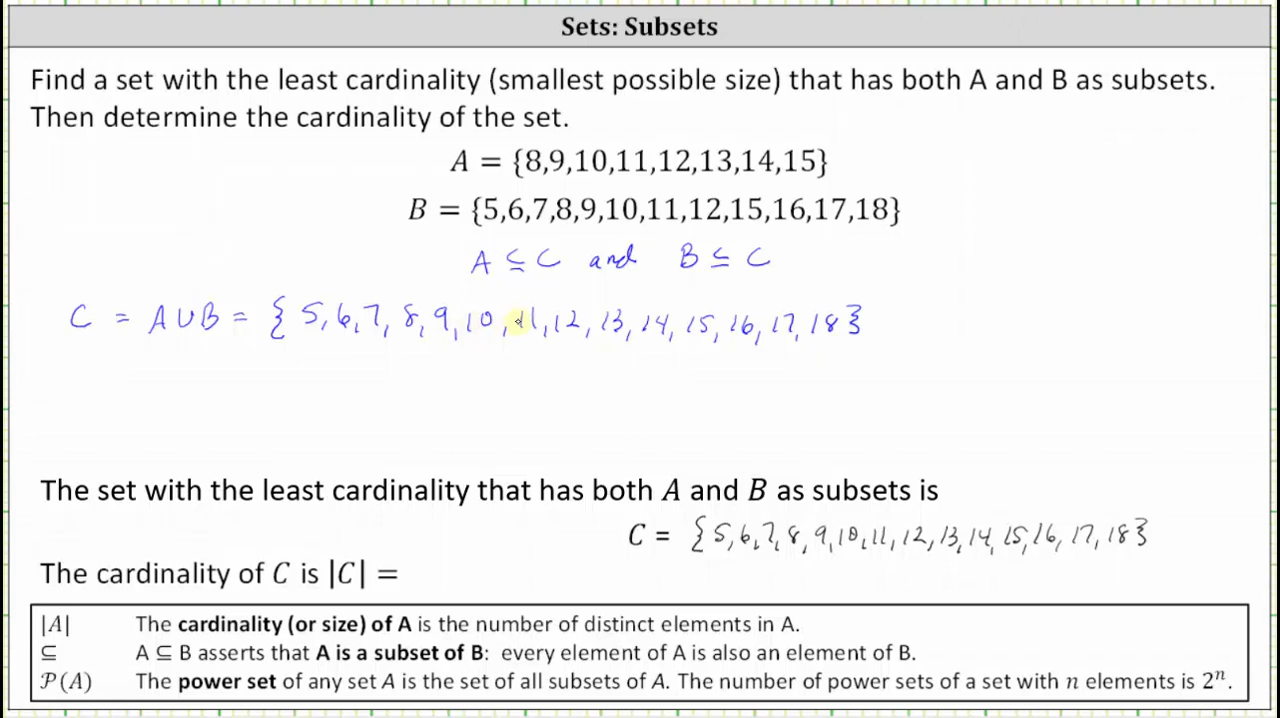 Sets: Subsets
Find a set with the least cardinality (smallest possible size) that has both A and B as subsets.
Then determine the cardinality of the set.
A = {8,9,10,11,12,13,14,15}
B = {5,6,7,8,9,10,11,12,15,16,17,18}
A ⊆ C and B ⊆ C
C = A ∪ B = {5,6,7,8,9,10,11,12,13,14,15,16,17,18}
The set with the least cardinality that has both A and B as subsets is
C = {5,6,7,8,9,10,11,12,13,14,15,16,17,18}
The cardinality of C is |C| =
|A| The cardinality (or size) of A is the number of distinct elements in A.
⊆ A ⊆ B asserts that A is a subset of B: every element of A is also an element of B.
𝒫(A) The power set of any set A is the set of all subsets of A. The number of power sets of a set with n elements is 2ⁿ.